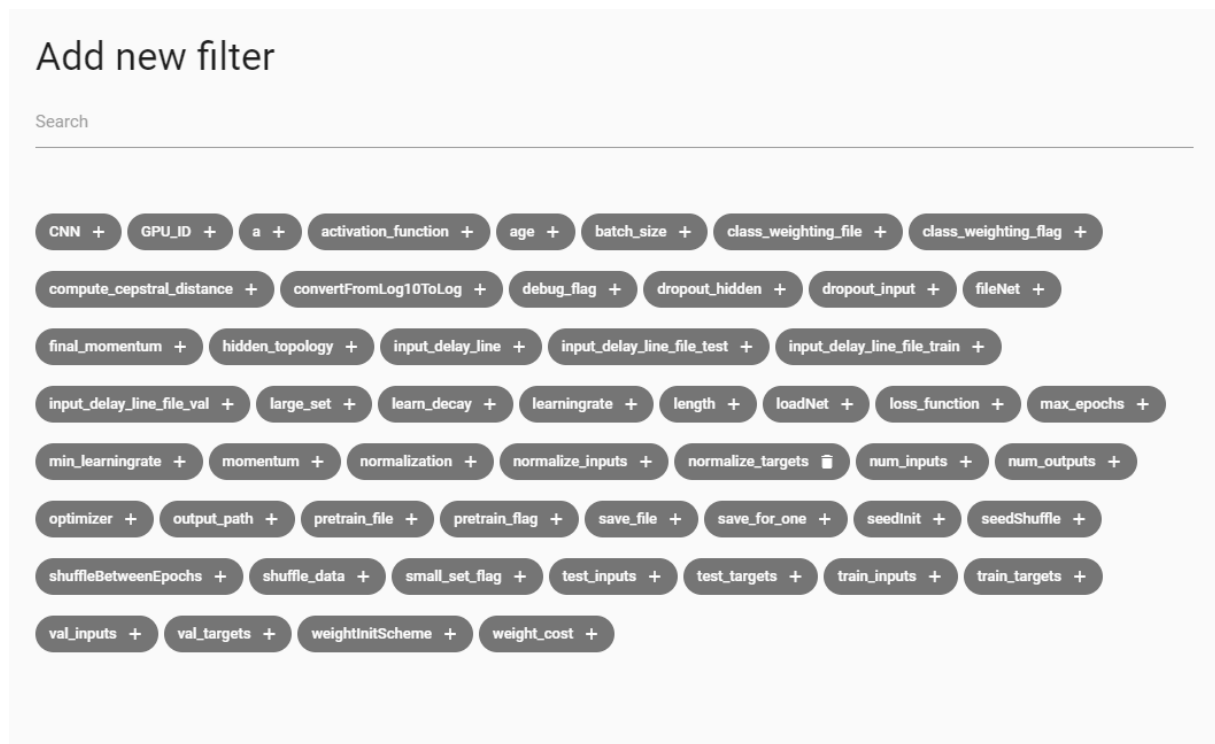 Add new filter
Search
CNN + GPU_ID + a + activation_function + age + batch_size + class_weighting_file + class_weighting_flag +
compute_cepstral_distance + convertFromLog10ToLog + debug_flag + dropout_hidden + dropout_input + fileNet +
final_momentum + hidden_topology + input_delay_line + input_delay_line_file_test + input_delay_line_file_train +
input_delay_line_file_val + large_set + learn_decay + learningrate + length + loadNet + loss_function + max_epochs +
min_learningrate + momentum + normalization + normalize_inputs + normalize_targets num_inputs + num_outputs +
optimizer + output_path + pretrain_file + pretrain_flag + save_file + save_for_one + seedInit + seedShuffle +
shuffleBetweenEpochs + shuffle_data + small_set_flag + test_inputs + test_targets + train_inputs + train_targets +
val_inputs + val_targets + weightInitScheme + weight_cost +